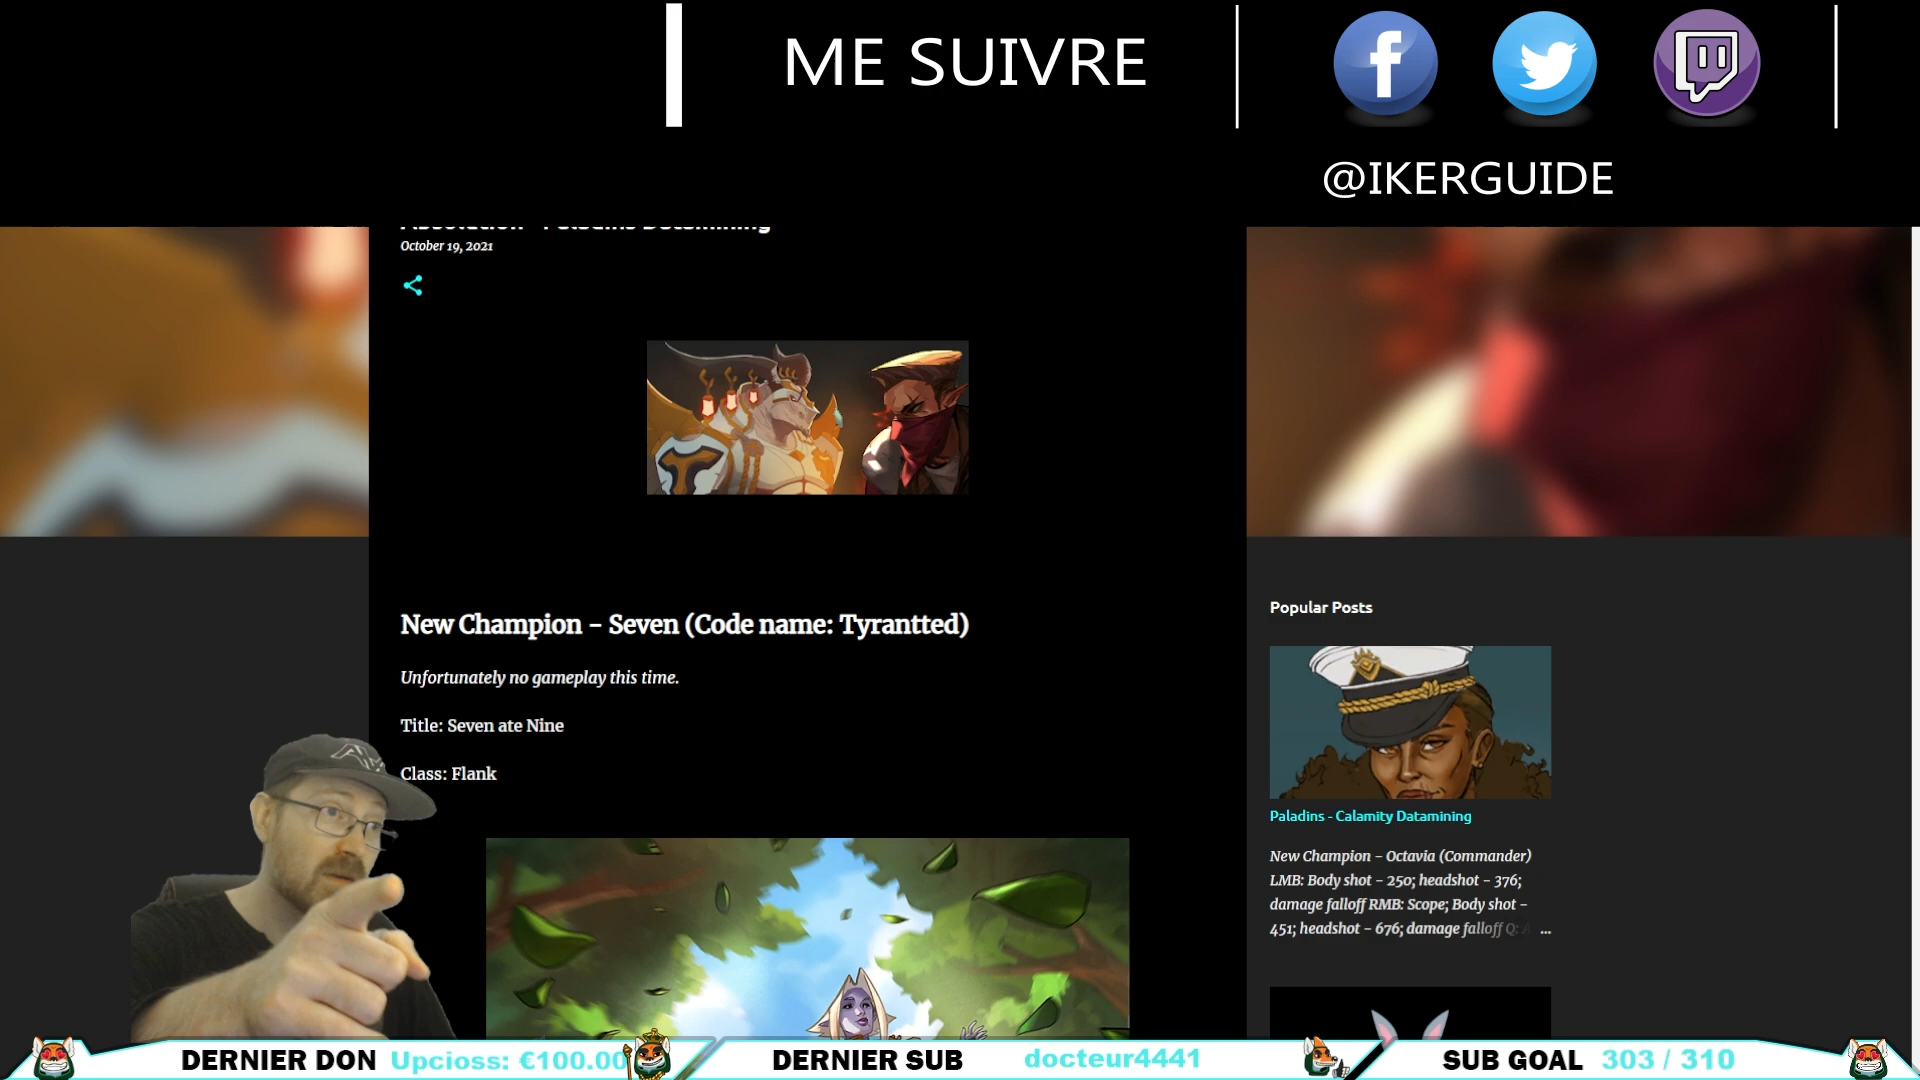 ME SUIVRE
@IKERGUIDE
Absolution - Paladins Datamining
October 19, 2021
New Champion - Seven (Code name: Tyrantted)
Unfortunately no gameplay this time.
Title: Seven ate Nine
Class: Flank
Popular Posts
Paladins - Calamity Datamining
New Champion - Octavia (Commander)
LMB: Body shot - 250; headshot - 376;
damage falloff RMB: Scope; Body shot -
451; headshot - 676; damage falloff Q: A ...
DERNIER DON Upcioss: €100.00
DERNIER SUB docteur4441
SUB GOAL 303 / 310